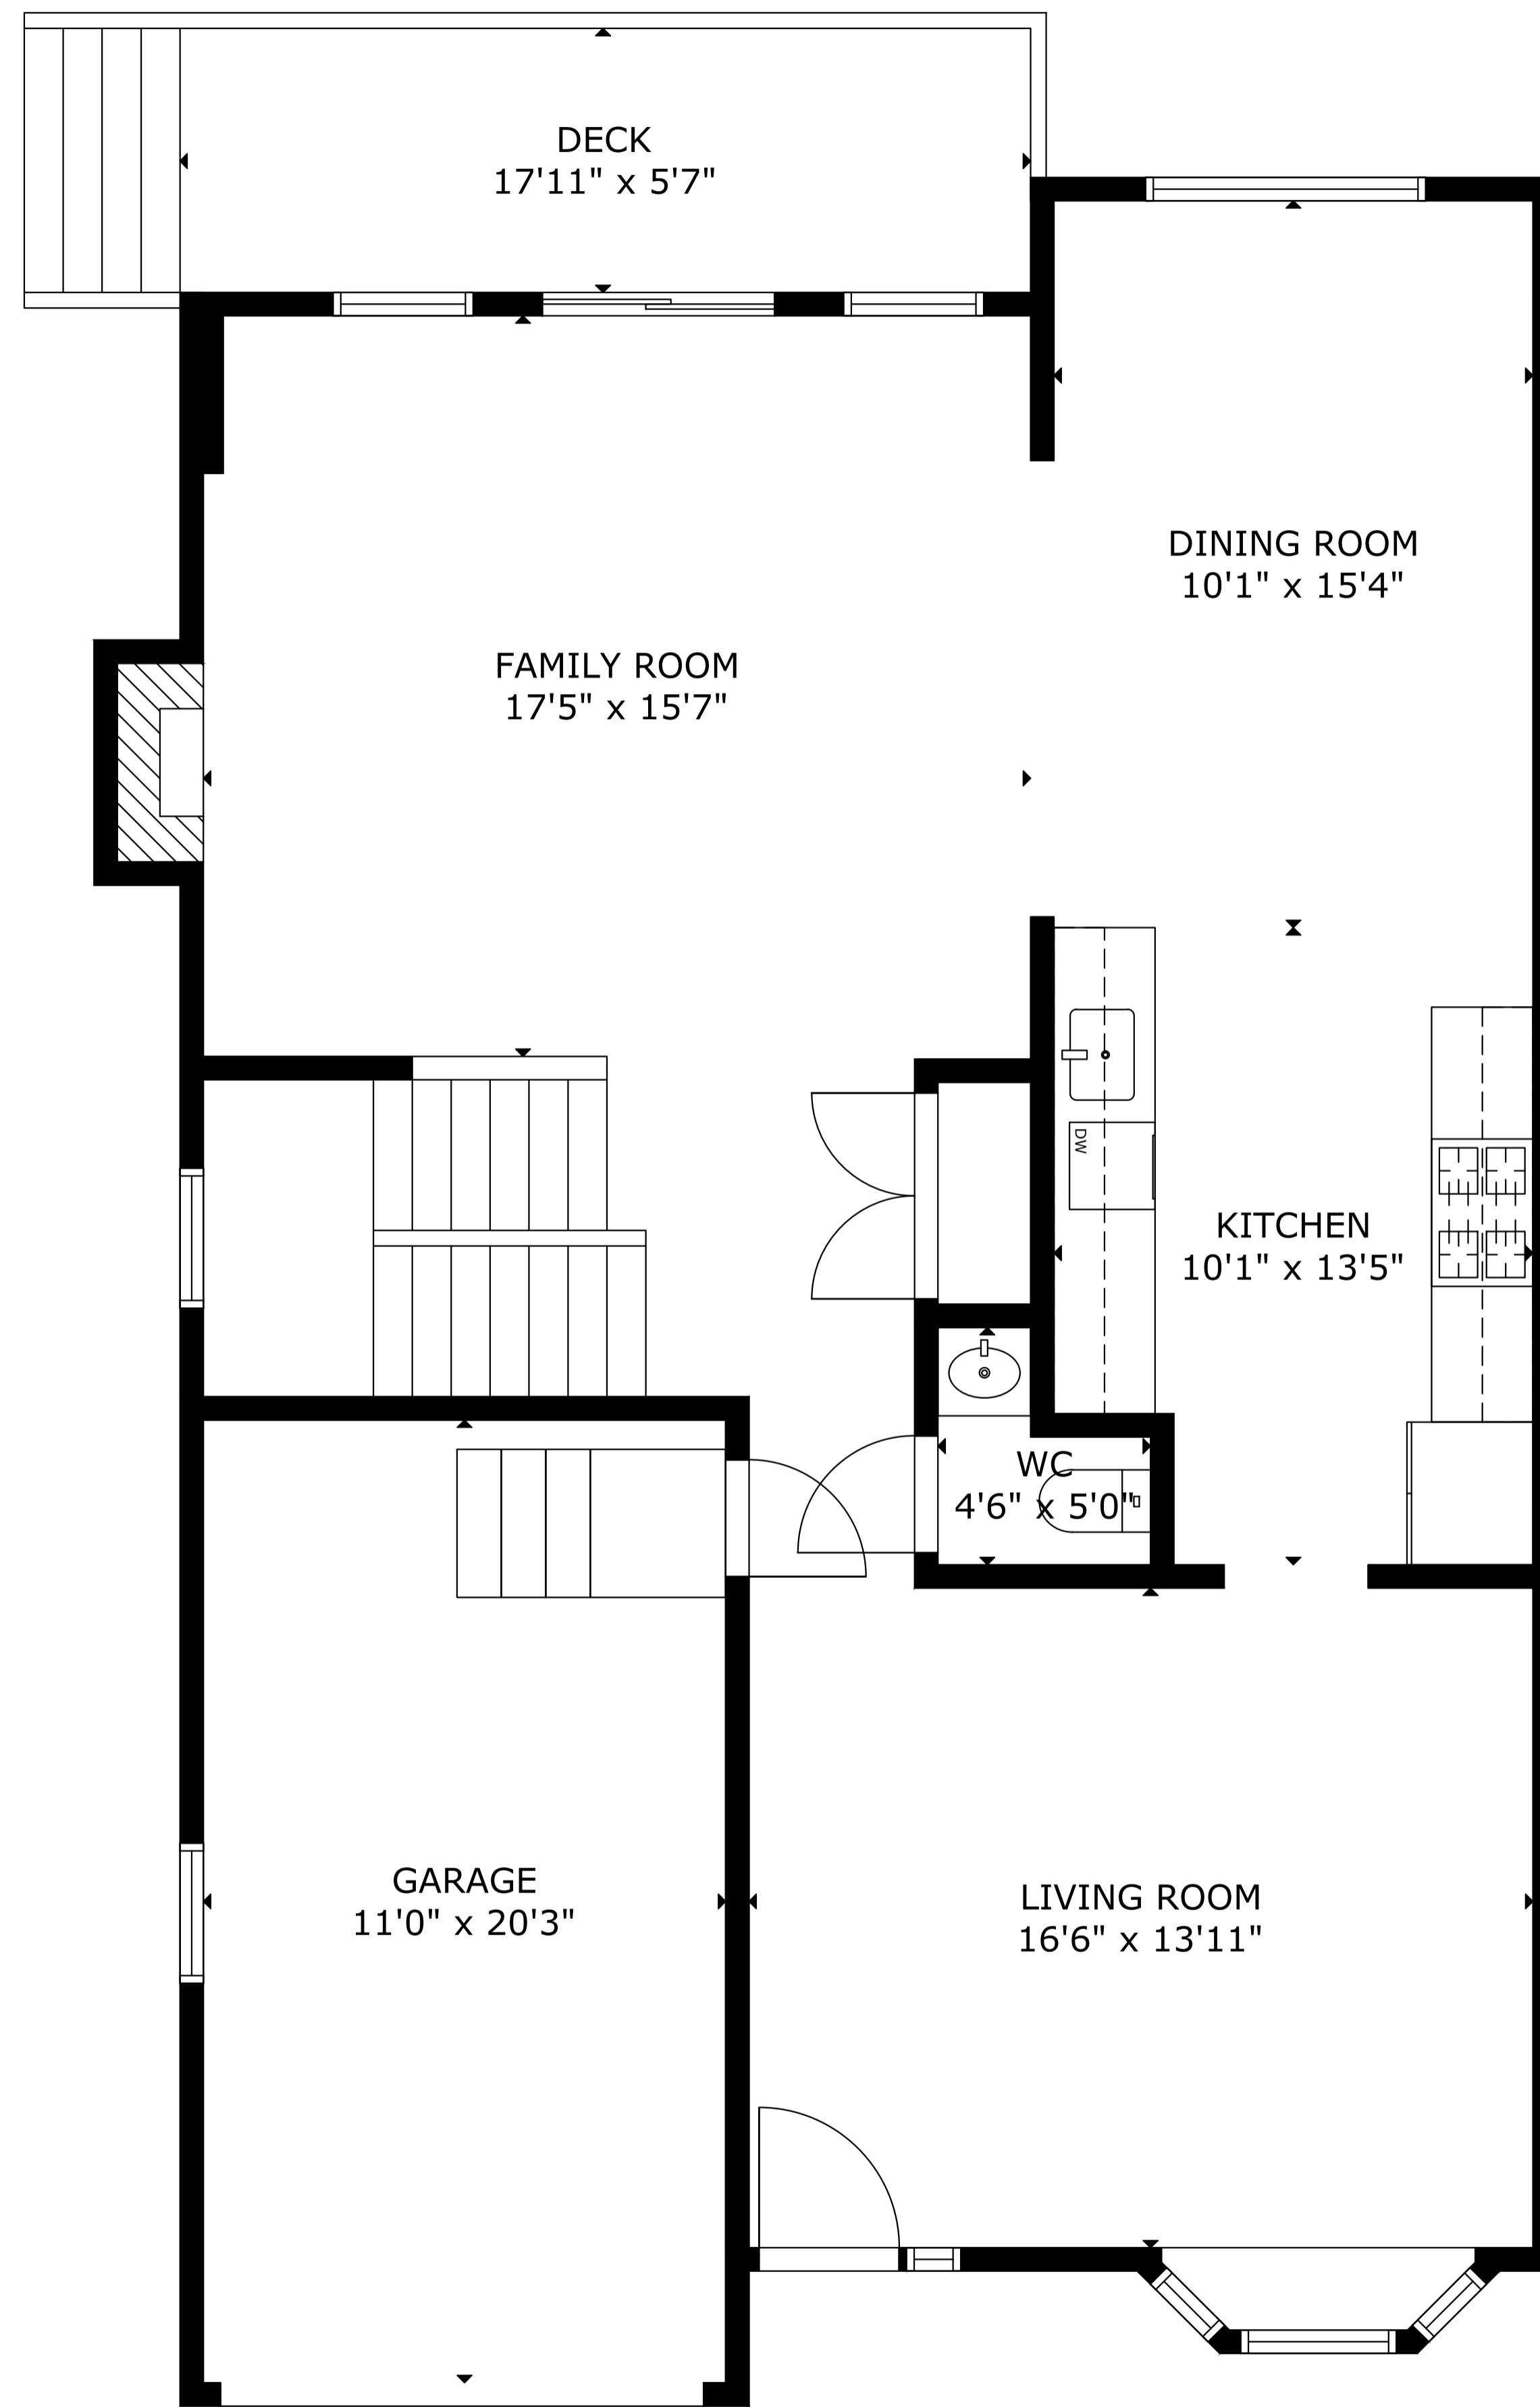 DECK
17'11" x 5'7"
DINING ROOM
10'1" x 15'4"
FAMILY ROOM
17'5" x 15'7"
DW
KITCHEN
10'1" x 13'5"
WC
4'6" x 5'0"
GARAGE
11'0" x 20'3"
LIVING ROOM
16'6" x 13'11"